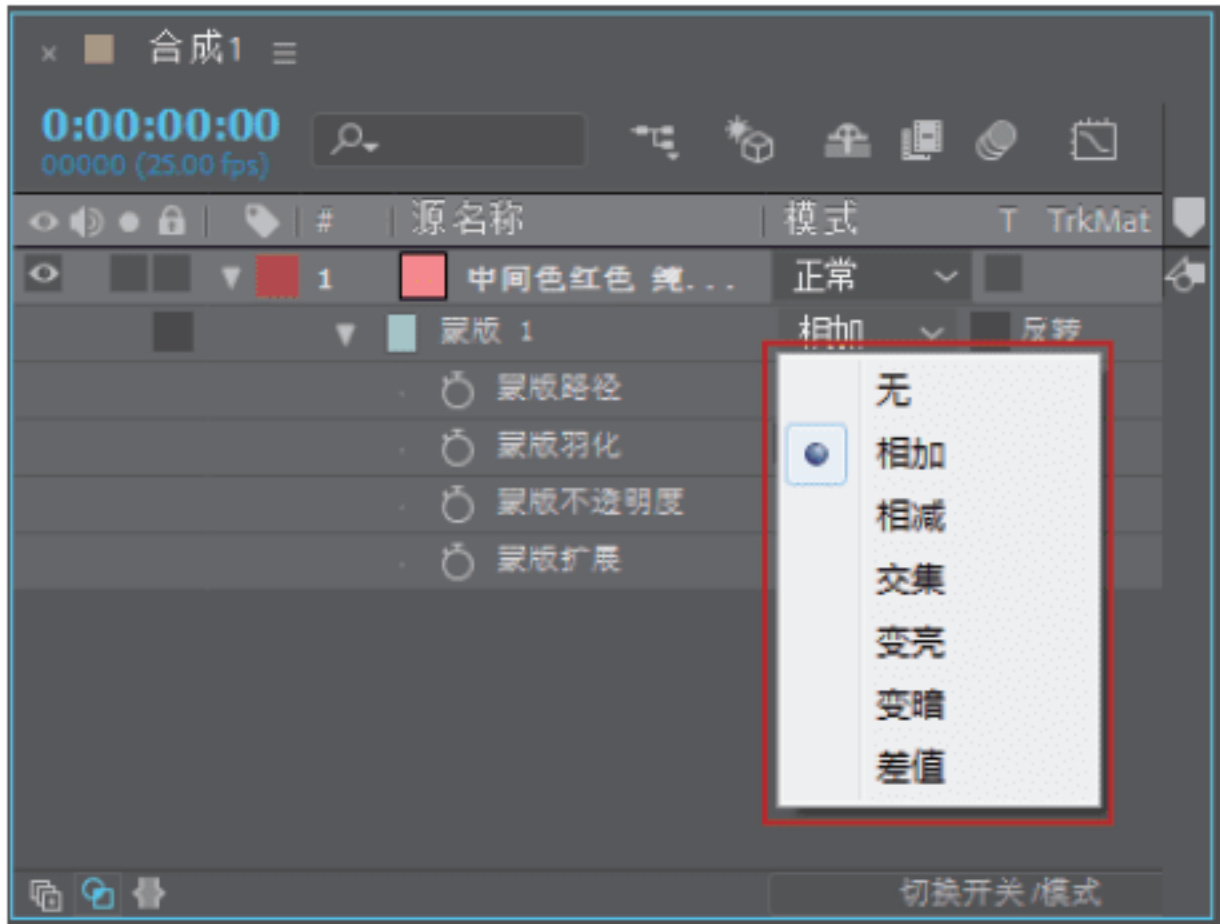 合成1
0:00:00:00
00000 (25.00 fps)
# 源名称 模式 T TrkMat
1 中间色红色 纯... 正常
蒙版 1 相加 反转
蒙版路径
蒙版羽化
蒙版不透明度
蒙版扩展
无
相加
相减
交集
变亮
变暗
差值
切换开关/模式